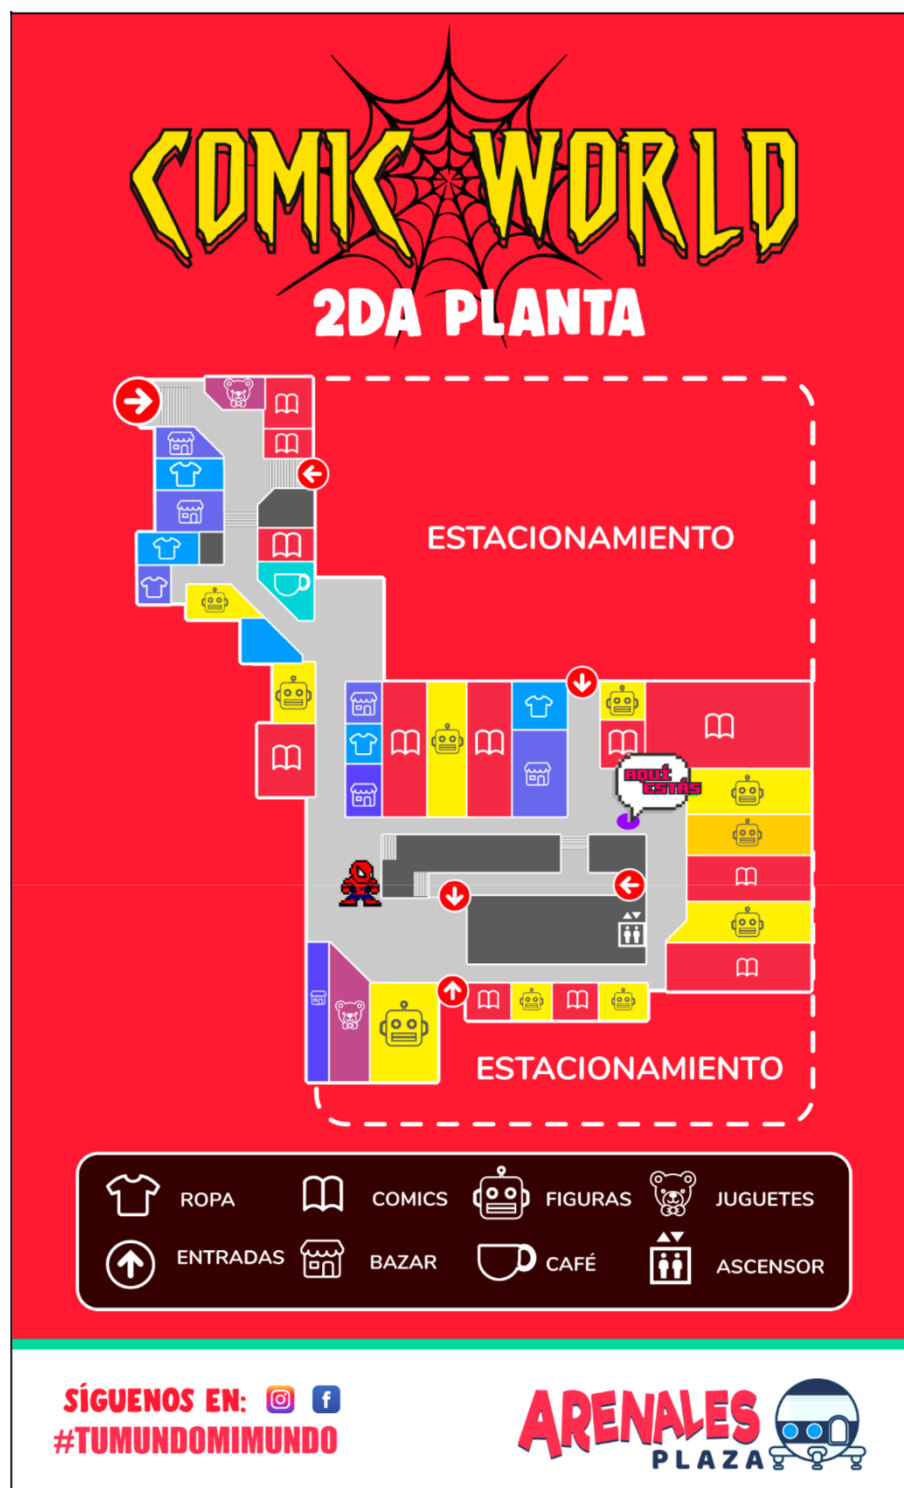 COMIC WORLD
2DA PLANTA
ESTACIONAMIENTO
AQUÍ
ESTÁS
ESTACIONAMIENTO
ROPA
COMICS
FIGURAS
JUGUETES
ENTRADAS
BAZAR
CAFÉ
ASCENSOR
SÍGUENOS EN:
#TUMUNDOMIMUNDO
ARENALES
PLAZA